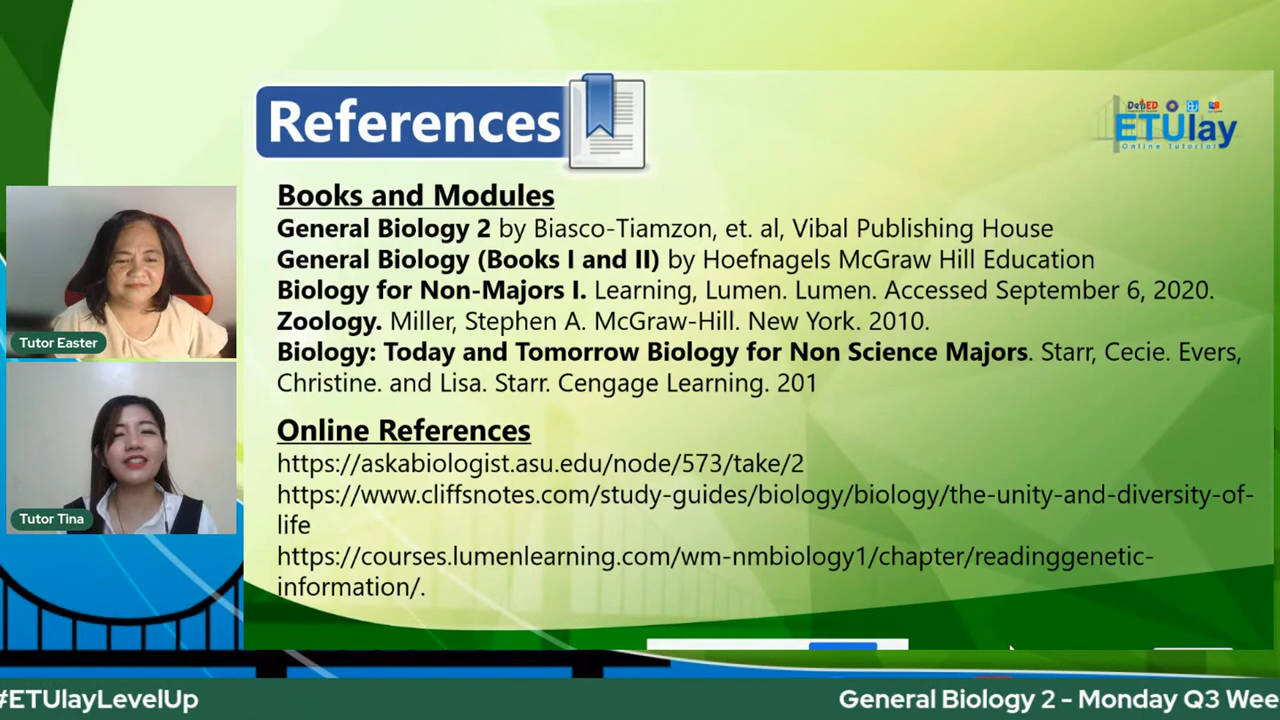 References
DepED
ETUlay
Online Tutorial
Books and Modules
General Biology 2 by Biasco-Tiamzon, et. al, Vibal Publishing House
General Biology (Books I and II) by Hoefnagels McGraw Hill Education
Biology for Non-Majors I. Learning, Lumen. Lumen. Accessed September 6, 2020.
Zoology. Miller, Stephen A. McGraw-Hill. New York. 2010.
Biology: Today and Tomorrow Biology for Non Science Majors. Starr, Cecie. Evers,
Christine. and Lisa. Starr. Cengage Learning. 201
Online References
https://askabiologist.asu.edu/node/573/take/2
https://www.cliffsnotes.com/study-guides/biology/biology/the-unity-and-diversity-of-
life
https://courses.lumenlearning.com/wm-nmbiology1/chapter/readinggenetic-
information/.
Tutor Easter
Tutor Tina
#ETUlayLevelUp
General Biology 2 - Monday Q3 Wee